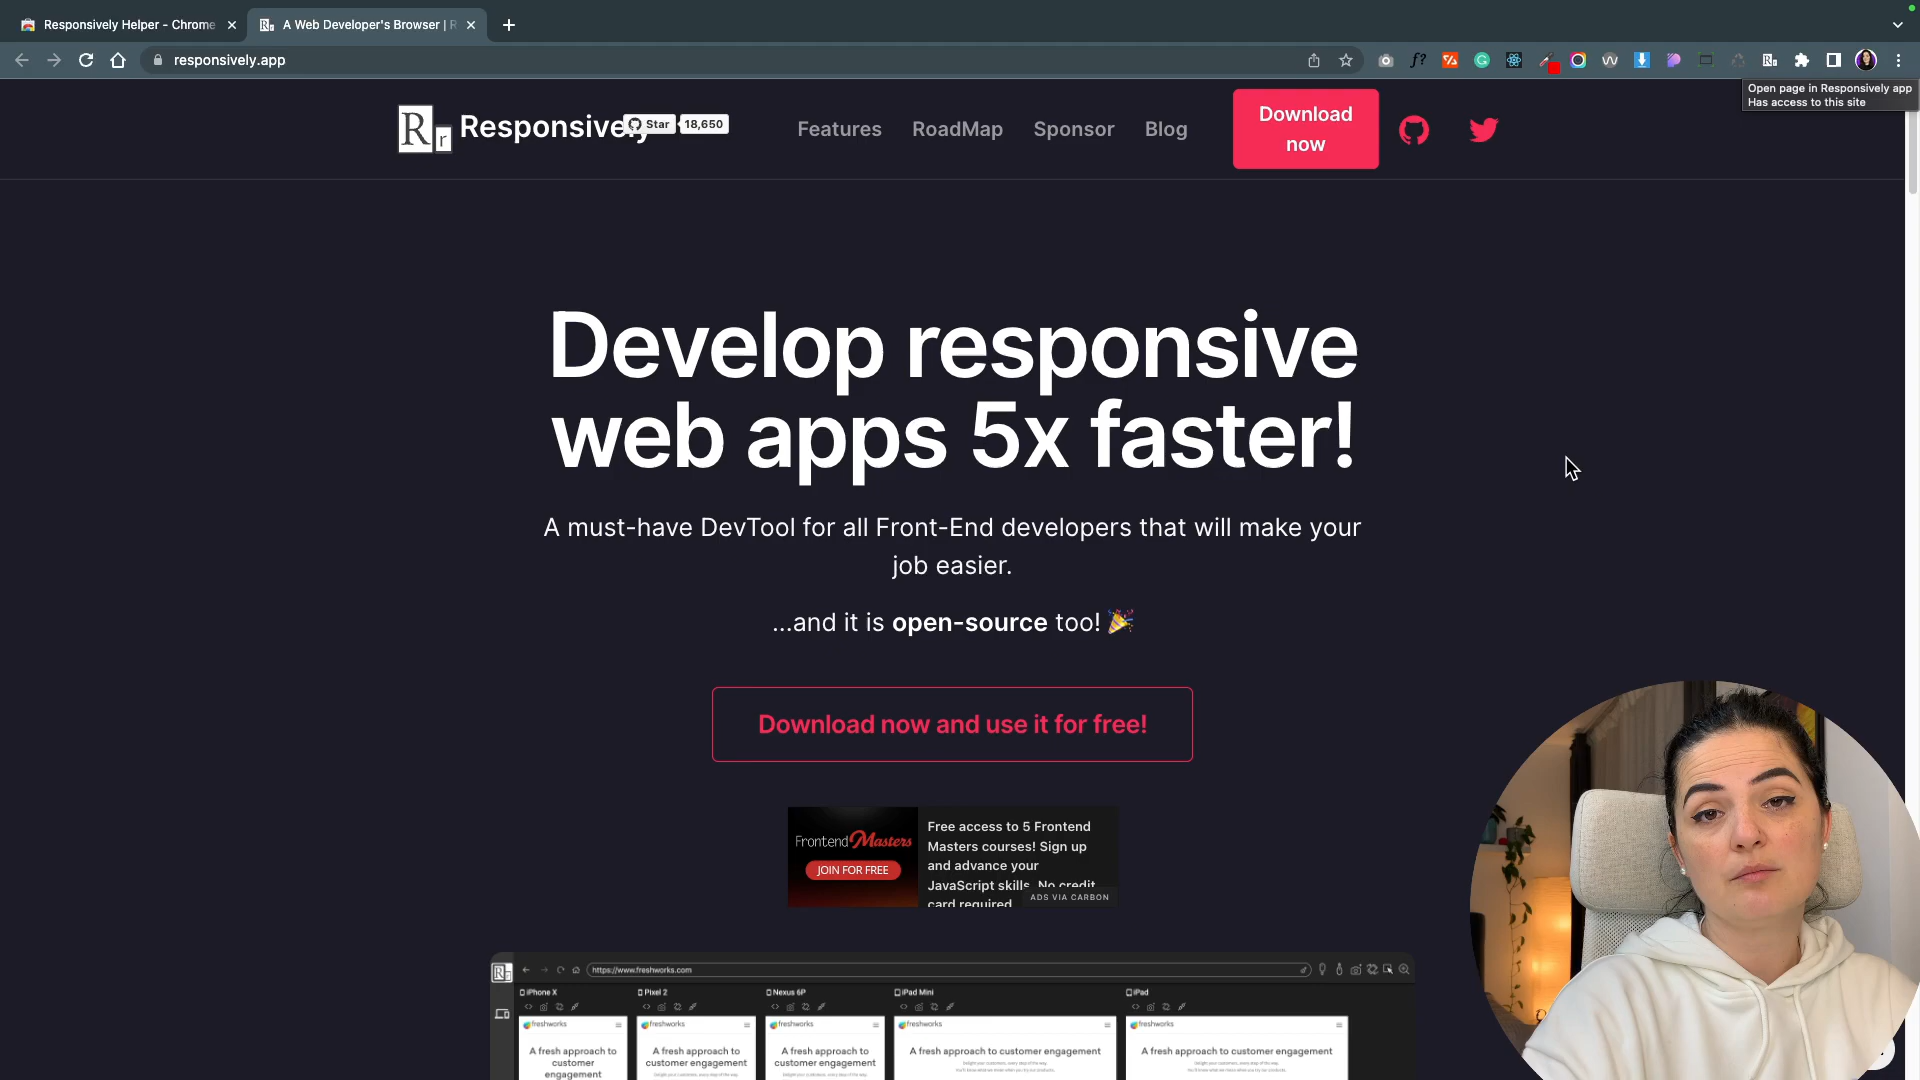 Responsively Helper - Chrome
A Web Developer's Browser | R
responsively.app
Open page in Responsively app
Has access to this site
Rr Responsively
Star 18,650
Features
RoadMap
Sponsor
Blog
Download
now
Develop responsive
web apps 5x faster!
A must-have DevTool for all Front-End developers that will make your
job easier.
...and it is open-source too! 🎉
Download now and use it for free!
Frontend Masters
JOIN FOR FREE
Free access to 5 Frontend
Masters courses! Sign up
and advance your
JavaScript skills. No credit
card required
ADS VIA CARBON
https://www.freshworks.com
iPhone X
Pixel 2
Nexus 6P
iPad Mini
iPad
freshworks
freshworks
freshworks
freshworks
freshworks
A fresh approach to
customer
engagement
A fresh approach to
customer engagement
A fresh approach to
customer engagement
A fresh approach to customer engagement
A fresh approach to customer engagement